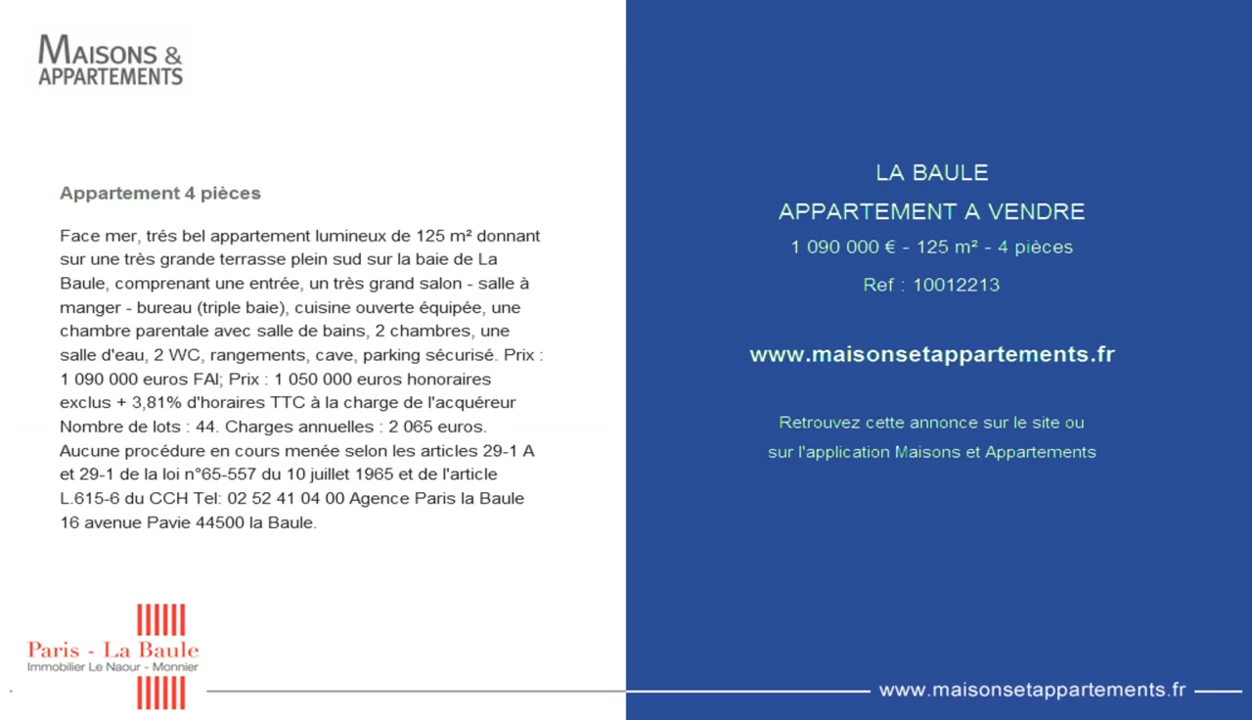 MAISONS &
APPARTEMENTS
Appartement 4 pièces
Face mer, trés bel appartement lumineux de 125 m² donnant
sur une très grande terrasse plein sud sur la baie de La
Baule, comprenant une entrée, un très grand salon - salle à
manger - bureau (triple baie), cuisine ouverte équipée, une
chambre parentale avec salle de bains, 2 chambres, une
salle d'eau, 2 WC, rangements, cave, parking sécurisé. Prix :
1 090 000 euros FAI; Prix : 1 050 000 euros honoraires
exclus + 3,81% d'horaires TTC à la charge de l'acquéreur
Nombre de lots : 44. Charges annuelles : 2 065 euros.
Aucune procédure en cours menée selon les articles 29-1 A
et 29-1 de la loi n°65-557 du 10 juillet 1965 et de l'article
L.615-6 du CCH Tel: 02 52 41 04 00 Agence Paris la Baule
16 avenue Pavie 44500 la Baule.
Paris - La Baule
Immobilier Le Naour - Monnier
LA BAULE
APPARTEMENT A VENDRE
1 090 000 € - 125 m² - 4 pièces
Ref : 10012213
www.maisonsetappartements.fr
Retrouvez cette annonce sur le site ou
sur l'application Maisons et Appartements
www.maisonsetappartements.fr